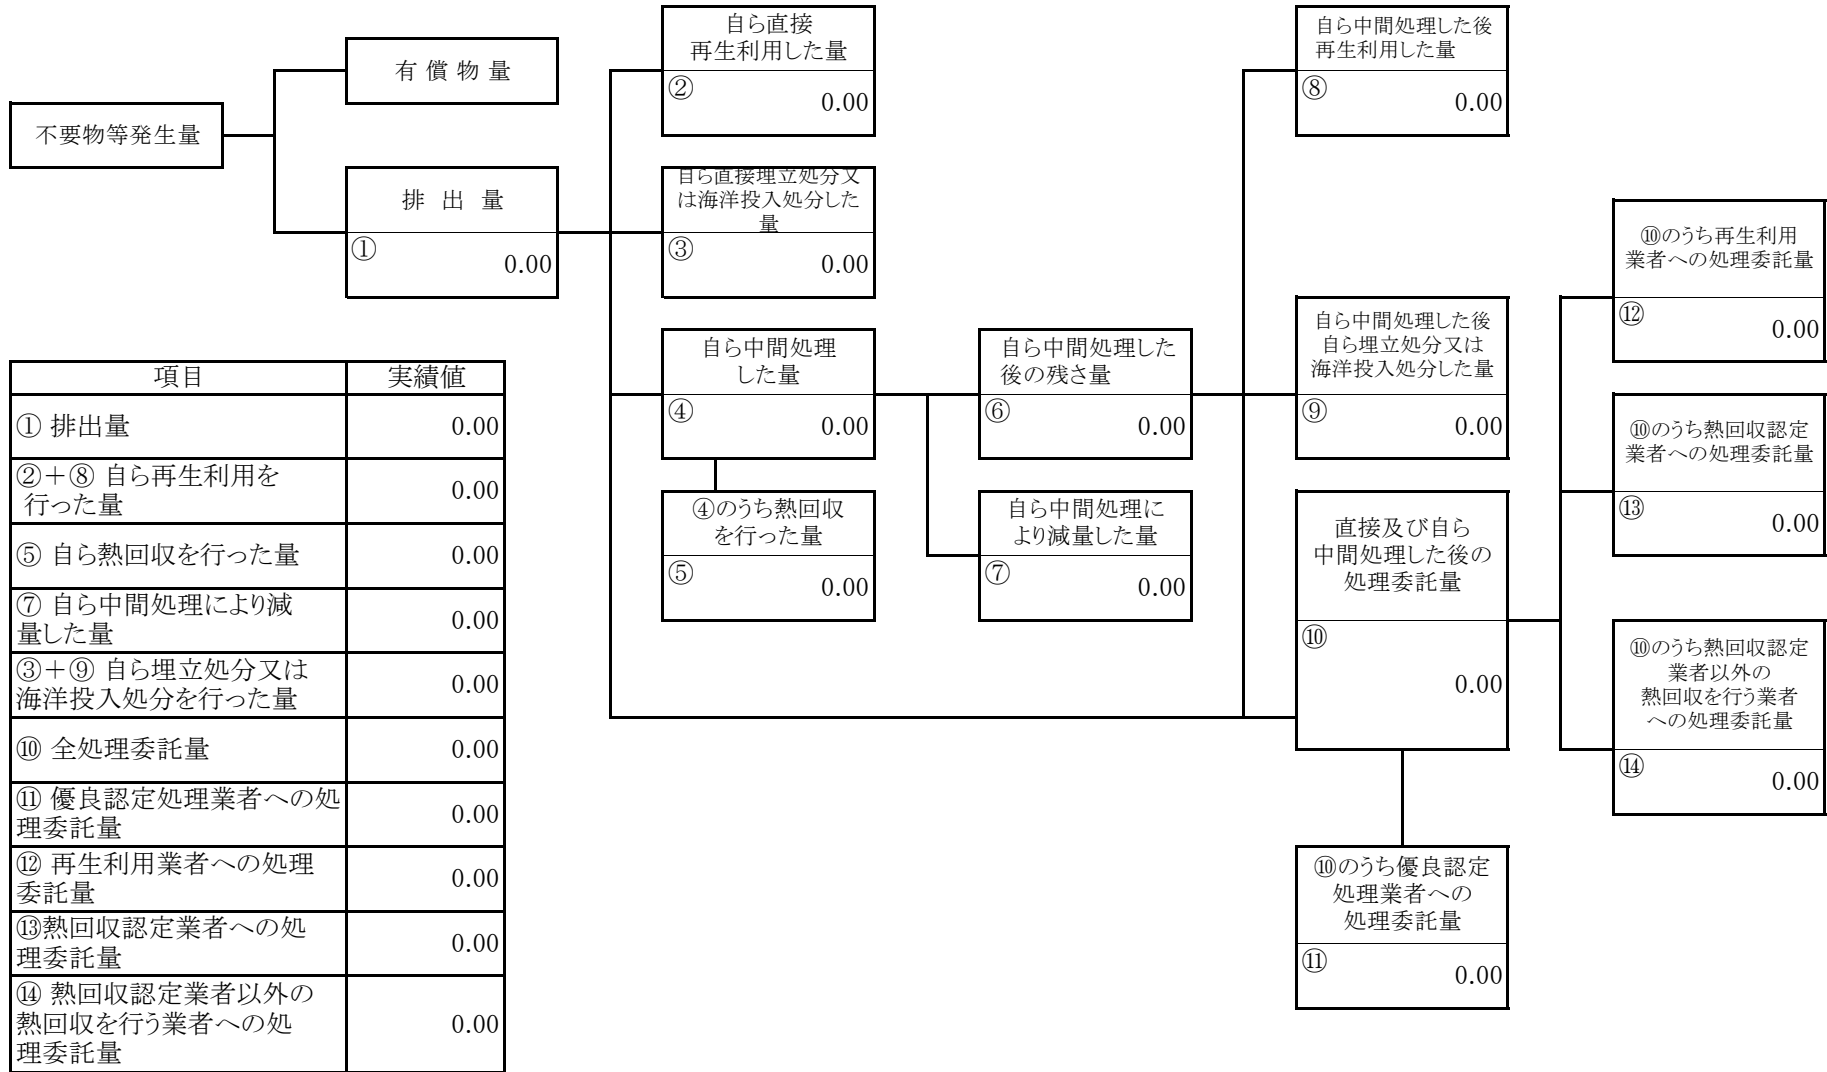 不要物等発生量
有 償 物 量
排 出 量
①
0.00
自ら直接
再生利用した量
②
0.00
自ら直接埋立処分又
は海洋投入処分した
量
③
0.00
自ら中間処理
した量
④
0.00
④のうち熱回収
を行った量
⑤
0.00
自ら中間処理した
後の残さ量
⑥
0.00
自ら中間処理に
より減量した量
⑦
0.00
自ら中間処理した後
再生利用した量
⑧
0.00
自ら中間処理した後
自ら埋立処分又は
海洋投入処分した量
⑨
0.00
直接及び自ら
中間処理した後の
処理委託量
⑩
0.00
⑩のうち優良認定
処理業者への
処理委託量
⑪
0.00
⑩のうち再生利用
業者への処理委託量
⑫
0.00
⑩のうち熱回収認定
業者への処理委託量
⑬
0.00
⑩のうち熱回収認定
業者以外の
熱回収を行う業者
への処理委託量
⑭
0.00
項目 実績値
① 排出量 0.00
②＋⑧ 自ら再生利用を
行った量 0.00
⑤ 自ら熱回収を行った量 0.00
⑦ 自ら中間処理により減
量した量 0.00
③＋⑨ 自ら埋立処分又は
海洋投入処分を行った量 0.00
⑩ 全処理委託量 0.00
⑪ 優良認定処理業者への処
理委託量 0.00
⑫ 再生利用業者への処理
委託量 0.00
⑬熱回収認定業者への処
理委託量 0.00
⑭ 熱回収認定業者以外の
熱回収を行う業者への処
理委託量 0.00